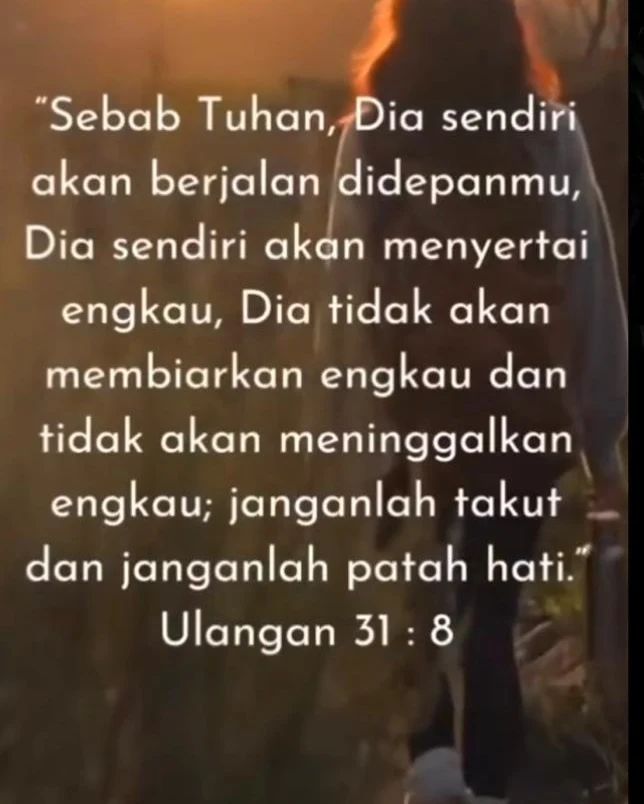 “Sebab Tuhan, Dia sendiri
akan berjalan didepanmu,
Dia sendiri akan menyertai
engkau, Dia tidak akan
membiarkan engkau dan
tidak akan meninggalkan
engkau; janganlah takut
dan janganlah patah hati.”
Ulangan 31 : 8